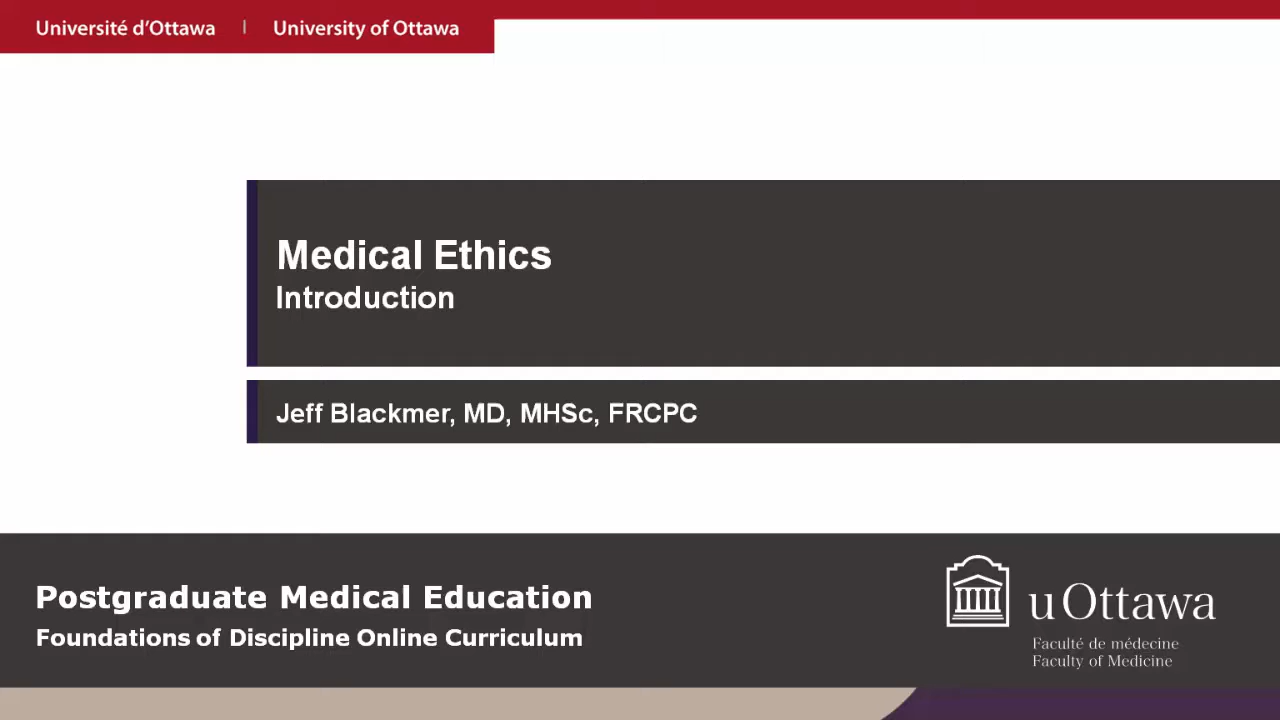 Université d'Ottawa | University of Ottawa
Medical Ethics
Introduction
Jeff Blackmer, MD, MHSc, FRCPC
Postgraduate Medical Education
Foundations of Discipline Online Curriculum
uOttawa
Faculté de médecine
Faculty of Medicine